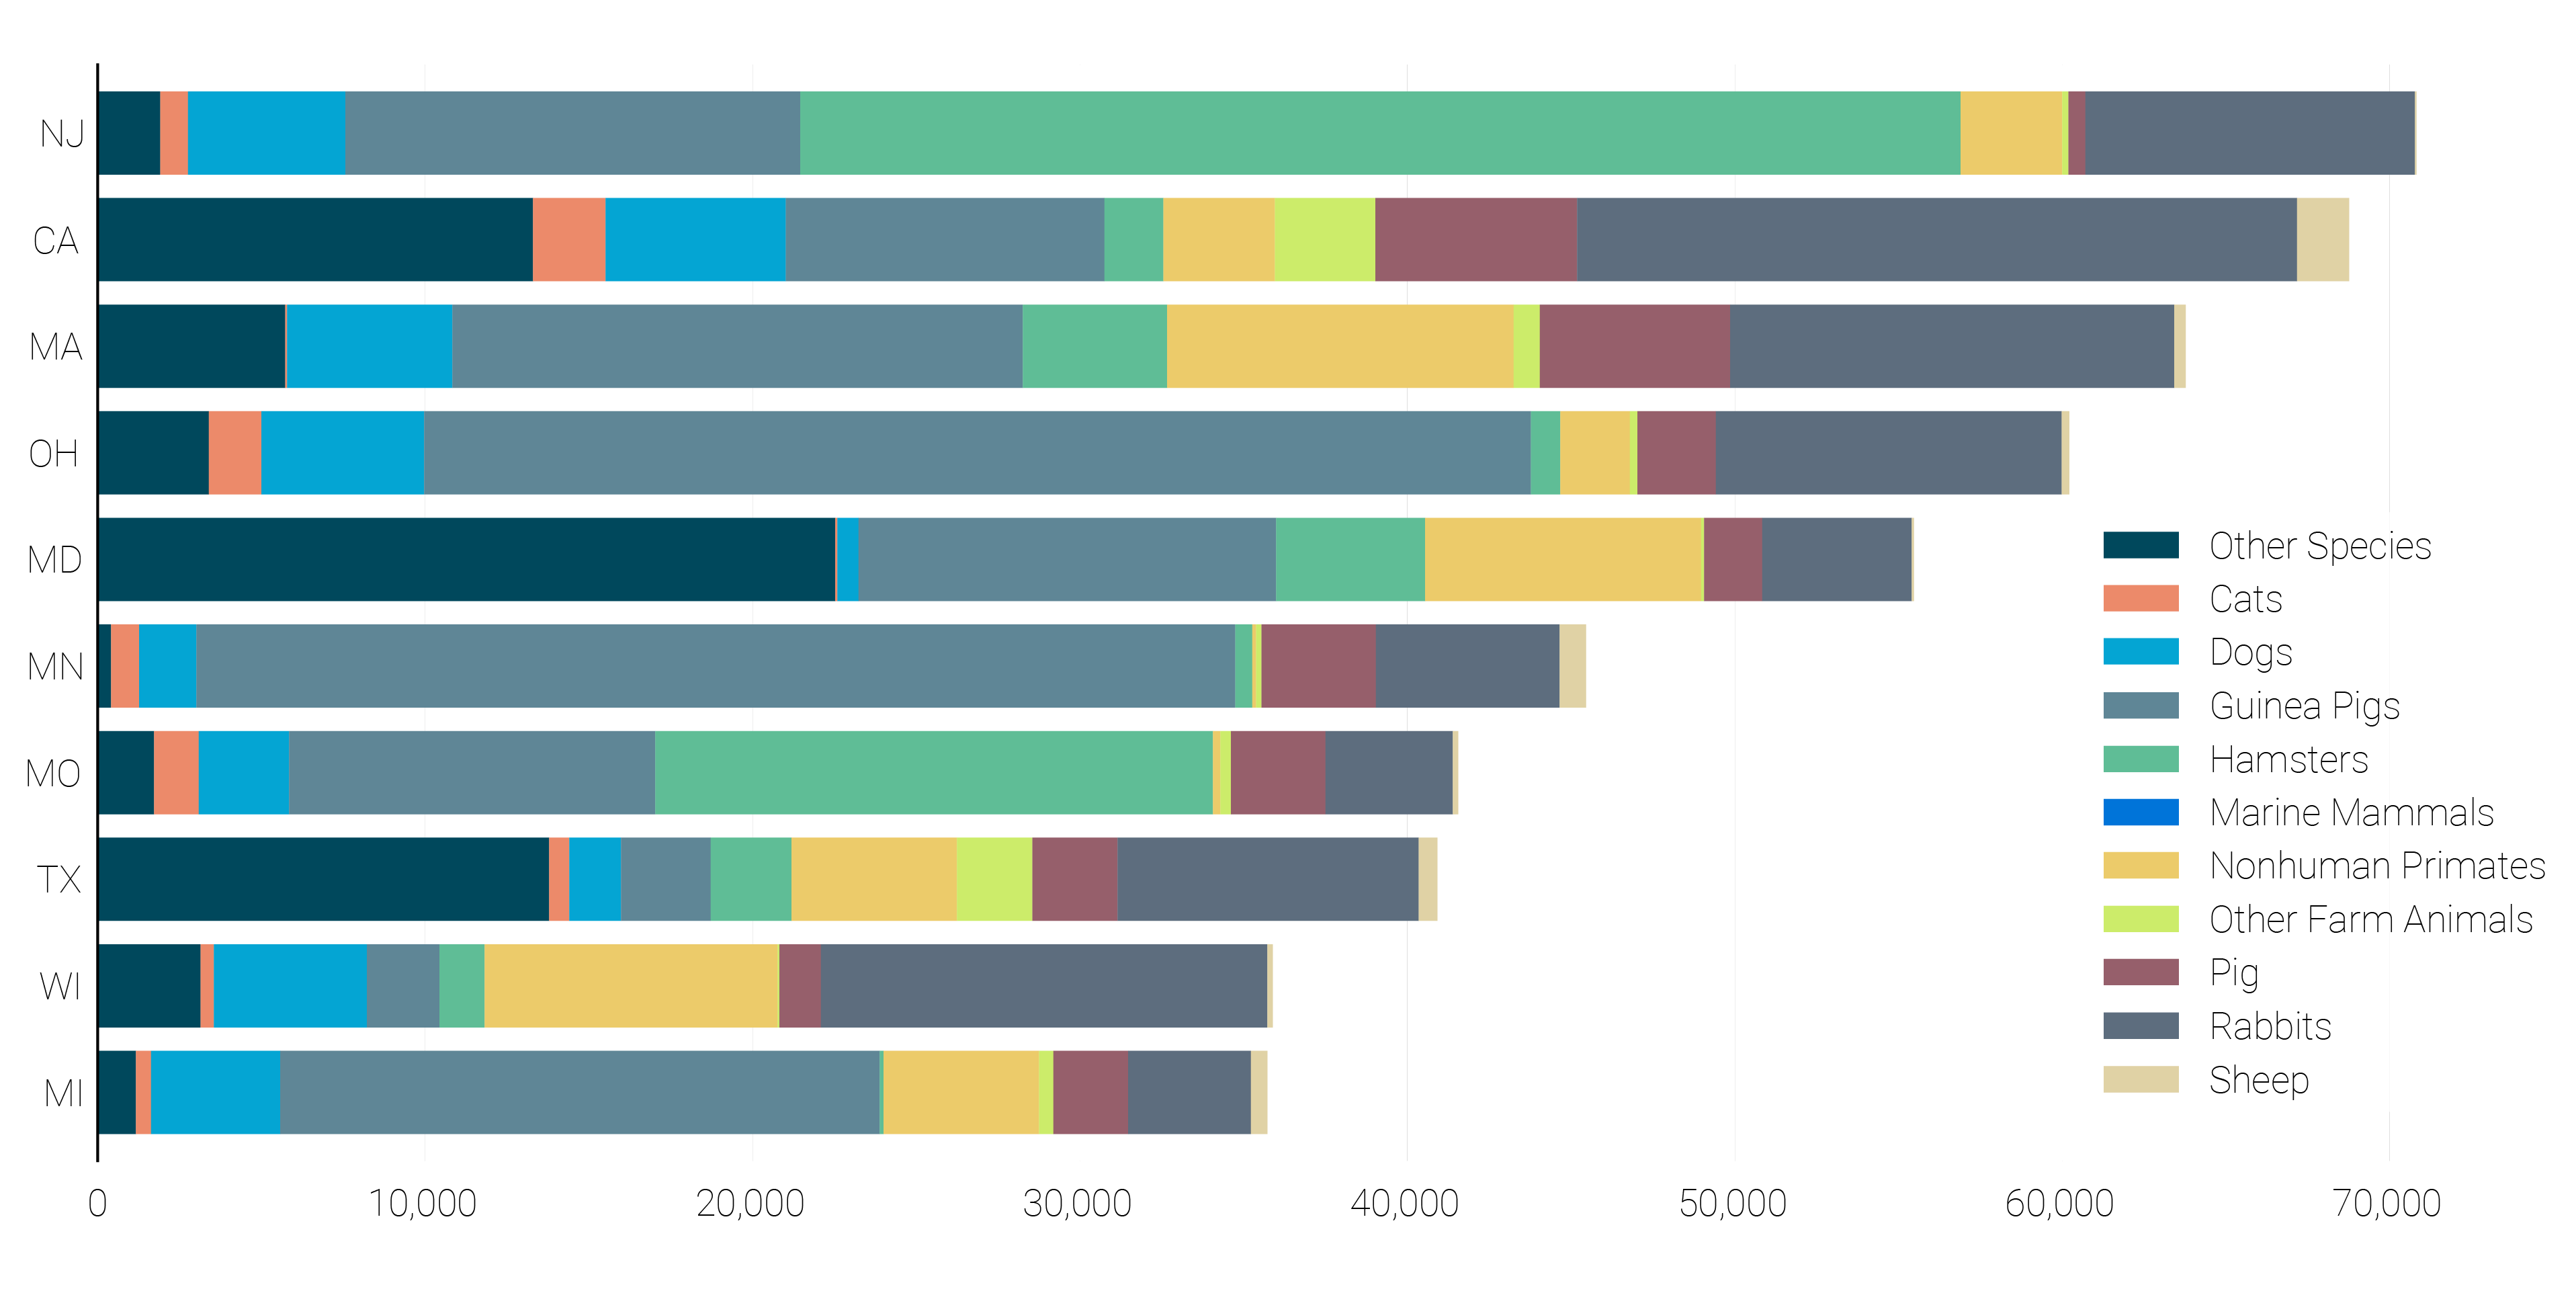 NJ
CA
MA
OH
MD
MN
MO
TX
WI
MI
0 10,000 20,000 30,000 40,000 50,000 60,000 70,000
Other Species
Cats
Dogs
Guinea Pigs
Hamsters
Marine Mammals
Nonhuman Primates
Other Farm Animals
Pig
Rabbits
Sheep